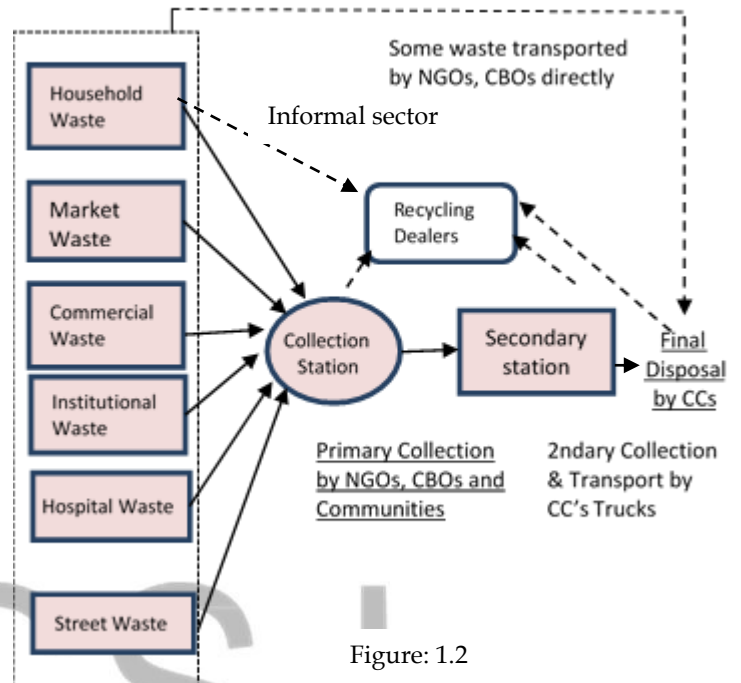 Some waste transported
by NGOs, CBOs directly
Household
Waste
Informal sector
Market
Waste
Recycling
Dealers
Commercial
Waste
Collection
Station
Secondary
station
Final
Disposal
by CCs
Institutional
Waste
Primary Collection
by NGOs, CBOs and
Communities
2ndary Collection
& Transport by
CC's Trucks
Hospital Waste
Street Waste
Figure: 1.2